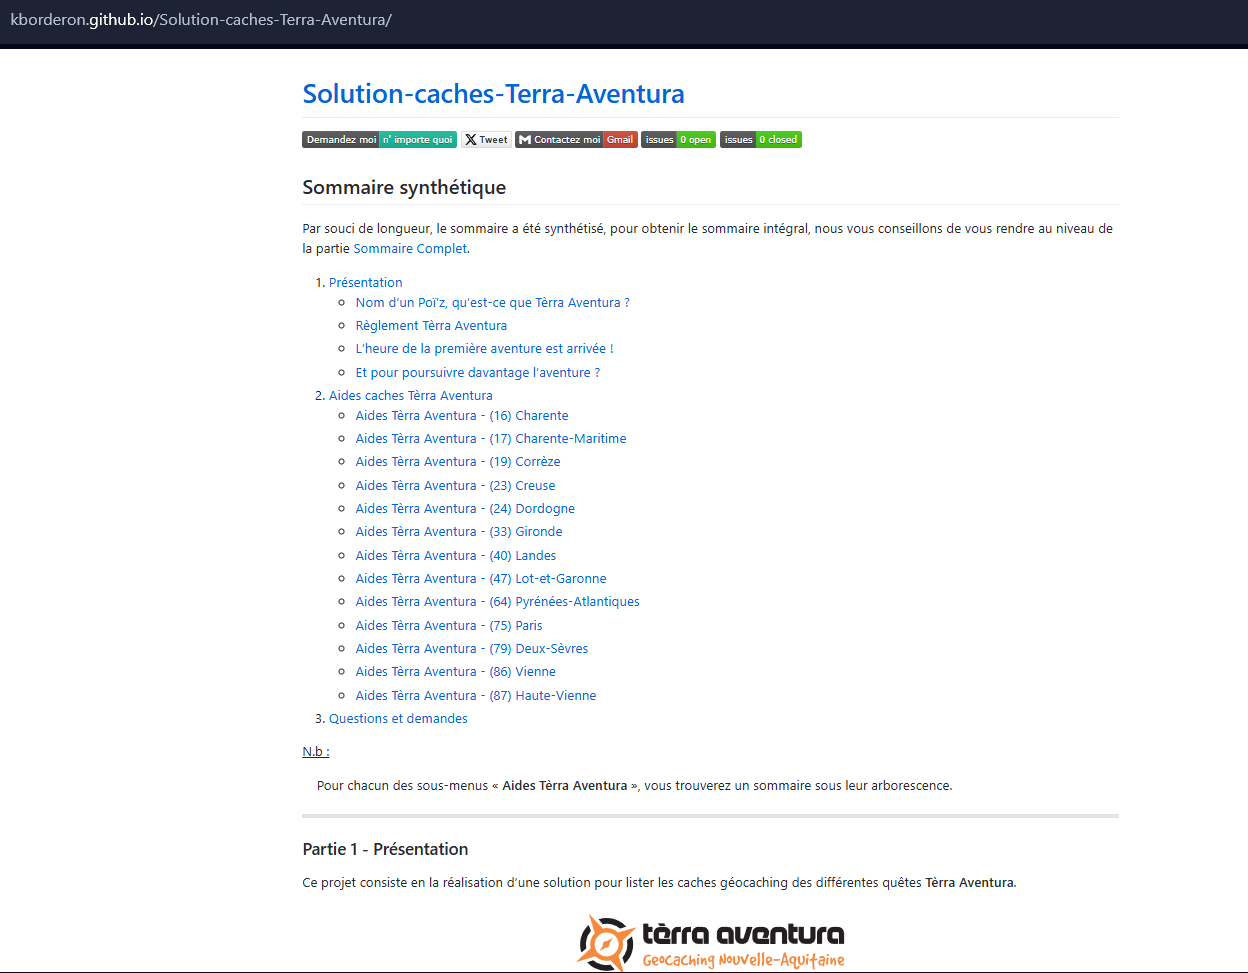 kborderon.github.io/Solution-caches-Terra-Aventura/
Solution-caches-Terra-Aventura
Demandez moi n' importe quoi Tweet Contactez moi Gmail issues 0 open issues 0 closed
Sommaire synthétique
Par souci de longueur, le sommaire a été synthétisé, pour obtenir le sommaire intégral, nous vous conseillons de vous rendre au niveau de
la partie Sommaire Complet.
1. Présentation
Nom d'un Poï'z, qu'est-ce que Tèrra Aventura ?
Règlement Tèrra Aventura
L'heure de la première aventure est arrivée !
Et pour poursuivre davantage l'aventure ?
2. Aides caches Tèrra Aventura
Aides Tèrra Aventura - (16) Charente
Aides Tèrra Aventura - (17) Charente-Maritime
Aides Tèrra Aventura - (19) Corrèze
Aides Tèrra Aventura - (23) Creuse
Aides Tèrra Aventura - (24) Dordogne
Aides Tèrra Aventura - (33) Gironde
Aides Tèrra Aventura - (40) Landes
Aides Tèrra Aventura - (47) Lot-et-Garonne
Aides Tèrra Aventura - (64) Pyrénées-Atlantiques
Aides Tèrra Aventura - (75) Paris
Aides Tèrra Aventura - (79) Deux-Sèvres
Aides Tèrra Aventura - (86) Vienne
Aides Tèrra Aventura - (87) Haute-Vienne
3. Questions et demandes
N.b :
Pour chacun des sous-menus « Aides Tèrra Aventura », vous trouverez un sommaire sous leur arborescence.
Partie 1 - Présentation
Ce projet consiste en la réalisation d'une solution pour lister les caches géocaching des différentes quêtes Tèrra Aventura.
tèrra aventura
Geocaching Nouvelle-Aquitaine